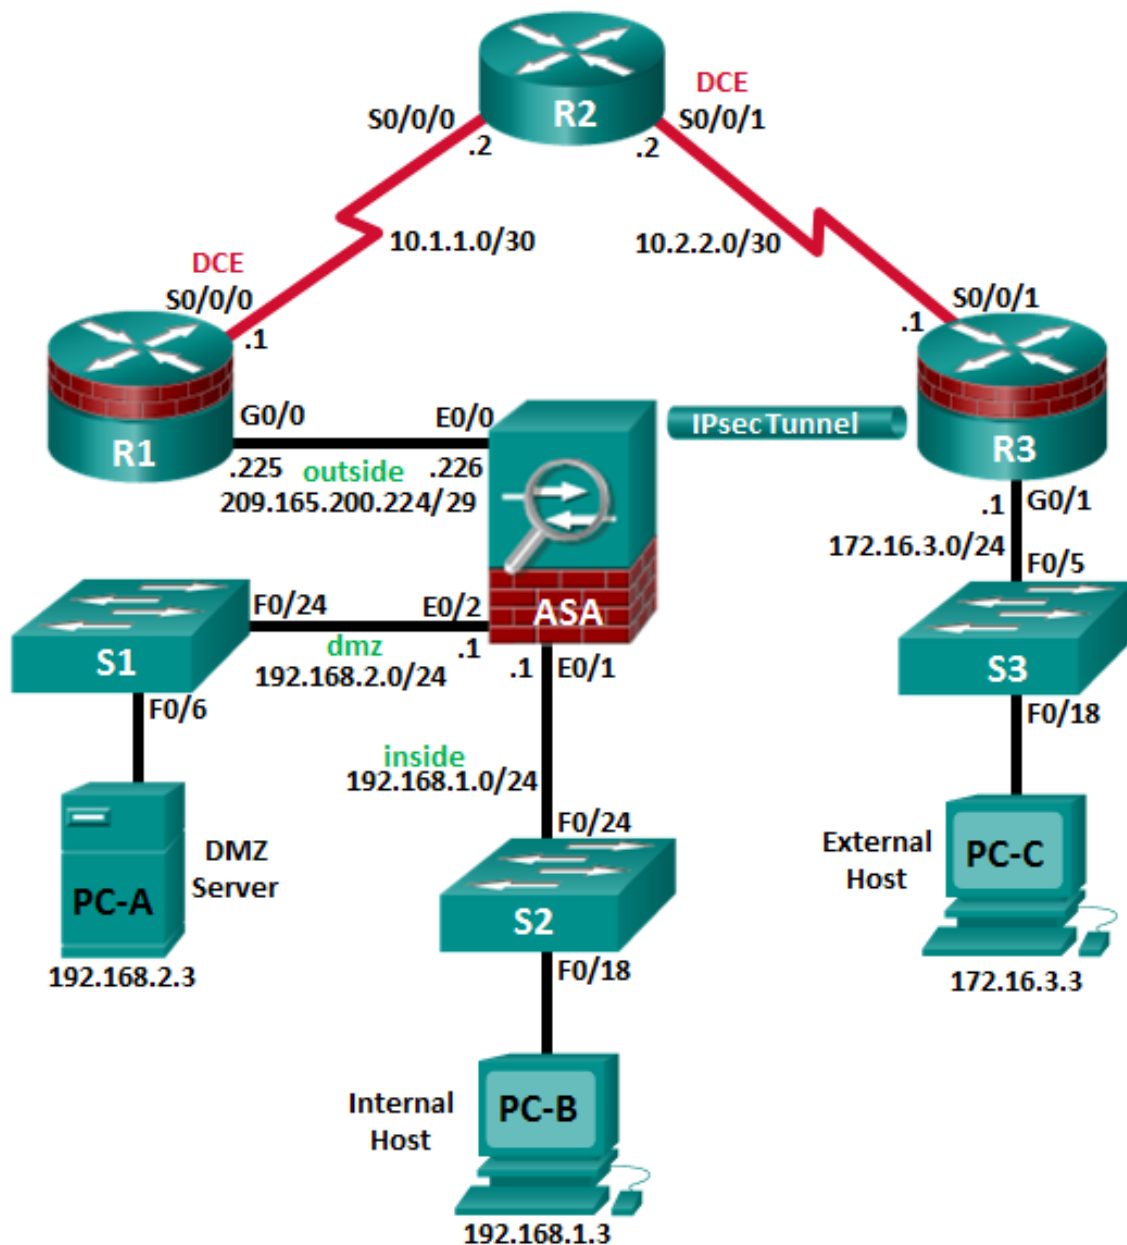 R2
DCE
S0/0/0
S0/0/1
.2
.2
10.1.1.0/30
10.2.2.0/30
DCE
S0/0/0
.1
S0/0/1
.1
R1
G0/0
E0/0
.225
outside
.226
209.165.200.224/29
IPsec Tunnel
R3
.1
G0/1
172.16.3.0/24
F0/5
F0/24
E0/2
ASA
dmz
.1
192.168.2.0/24
S1
.1
E0/1
S3
F0/6
F0/18
inside
192.168.1.0/24
F0/24
DMZ
Server
PC-A
192.168.2.3
External
Host
PC-C
172.16.3.3
S2
F0/18
Internal
Host
PC-B
192.168.1.3